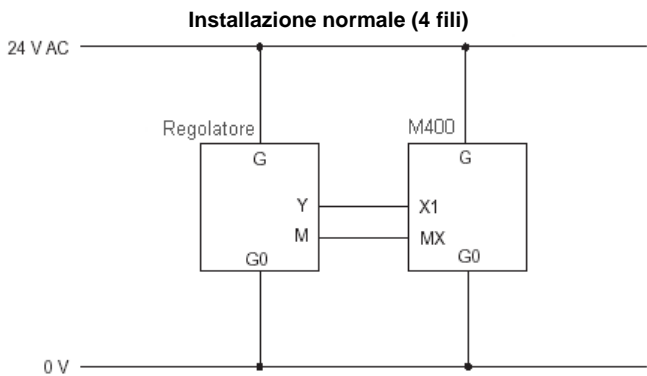 Installazione normale (4 fili)
24 V AC
Regolatore
M400
G
G
Y
X1
M
MX
G0
G0
0 V